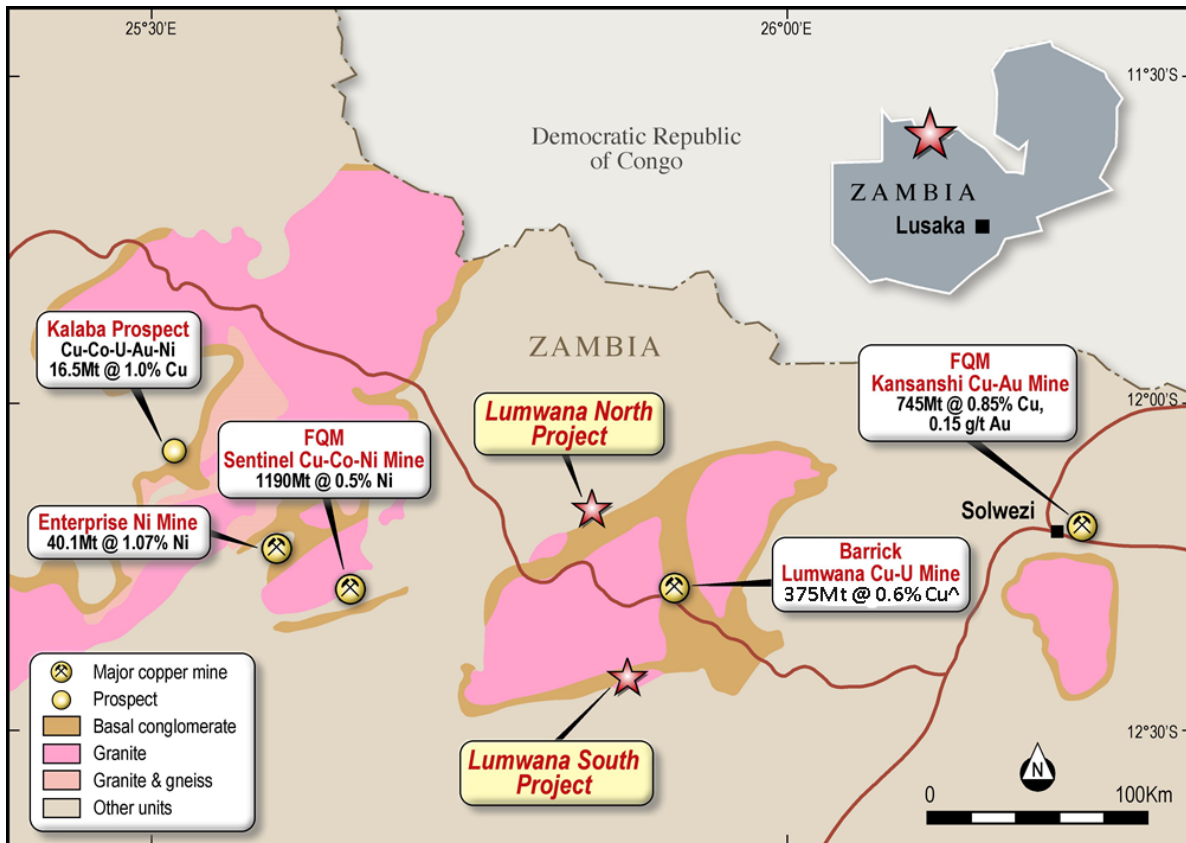 25°30'
26°00'
11°30'S
Democratic Republic
of Congo
ZAMBIA
Lusaka
Kalaba Prospect
Cu-Co-U-Au-Ni
16.5Mt @ 1.0% Cu
ZAMBIA
FQM
Kansanshi Cu-Au Mine
745Mt @ 0.85% Cu,
0.15 g/t Au
12°00'S
Lumwana North
Project
FQM
Sentinel Cu-Co-Ni Mine
1190Mt @ 0.5% Ni
Solwezi
Enterprise Ni Mine
40.1Mt @ 1.07% Ni
Barrick
Lumwana Cu-U Mine
375Mt @ 0.6% Cu^
Major copper mine
Prospect
Basal conglomerate
Granite
Granite & gneiss
Other units
Lumwana South
Project
12°30'S
N
0 100Km